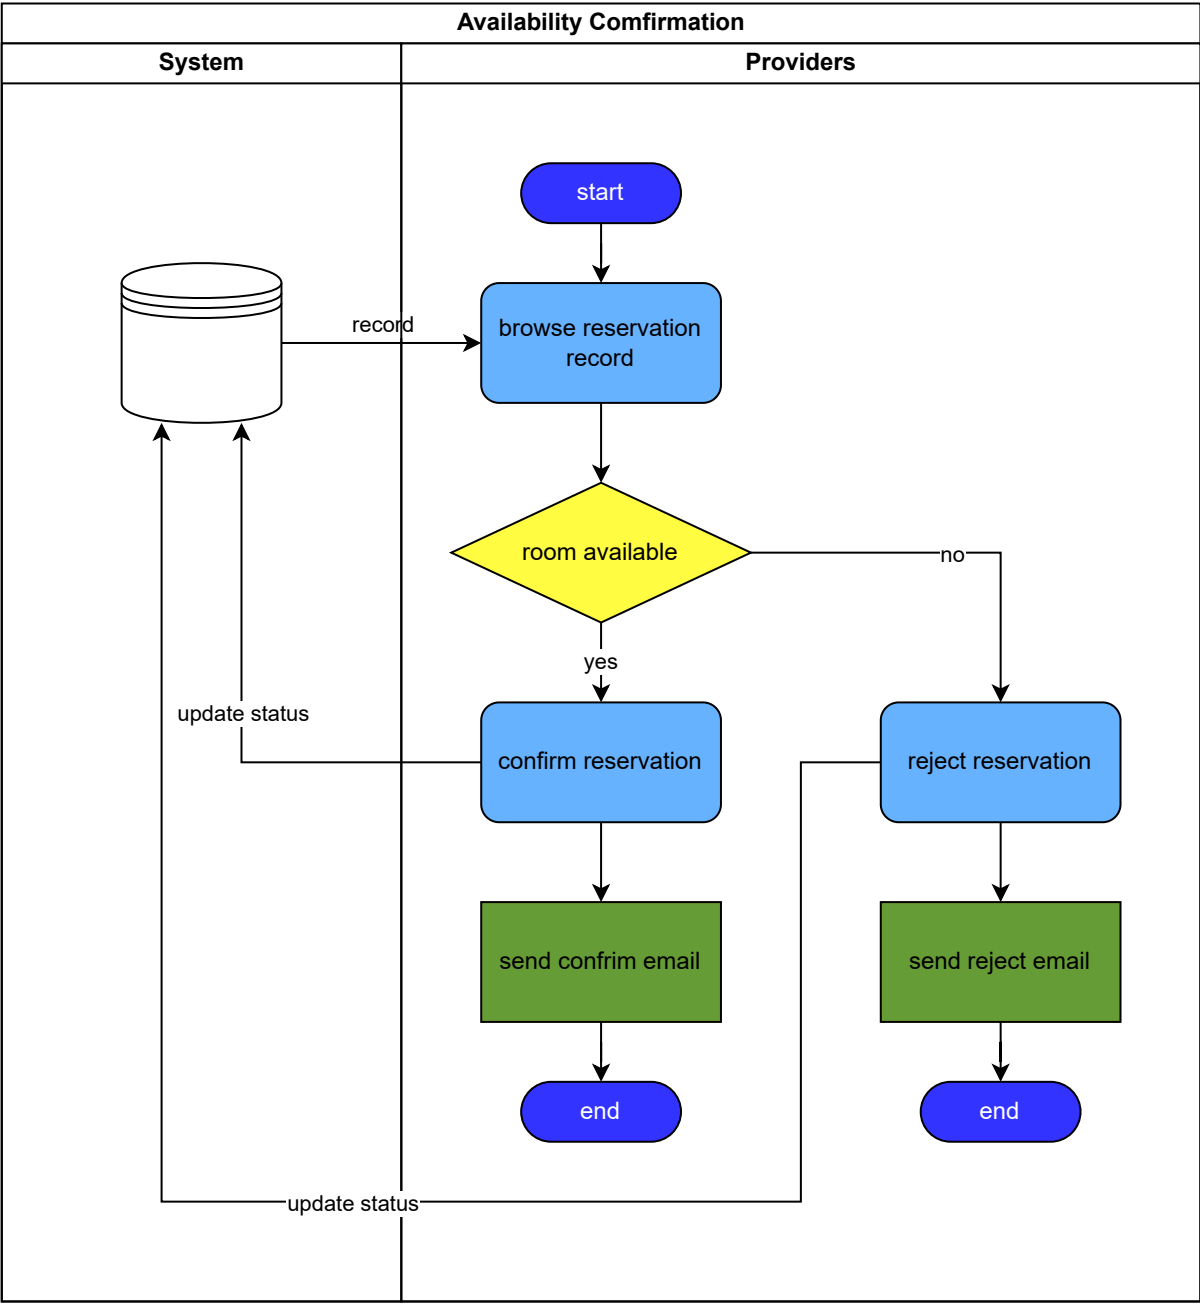 Availability Comfirmation
System
Providers
start
record
browse reservation
record
room available
no
yes
update status
confirm reservation
reject reservation
send confrim email
send reject email
end
end
update status